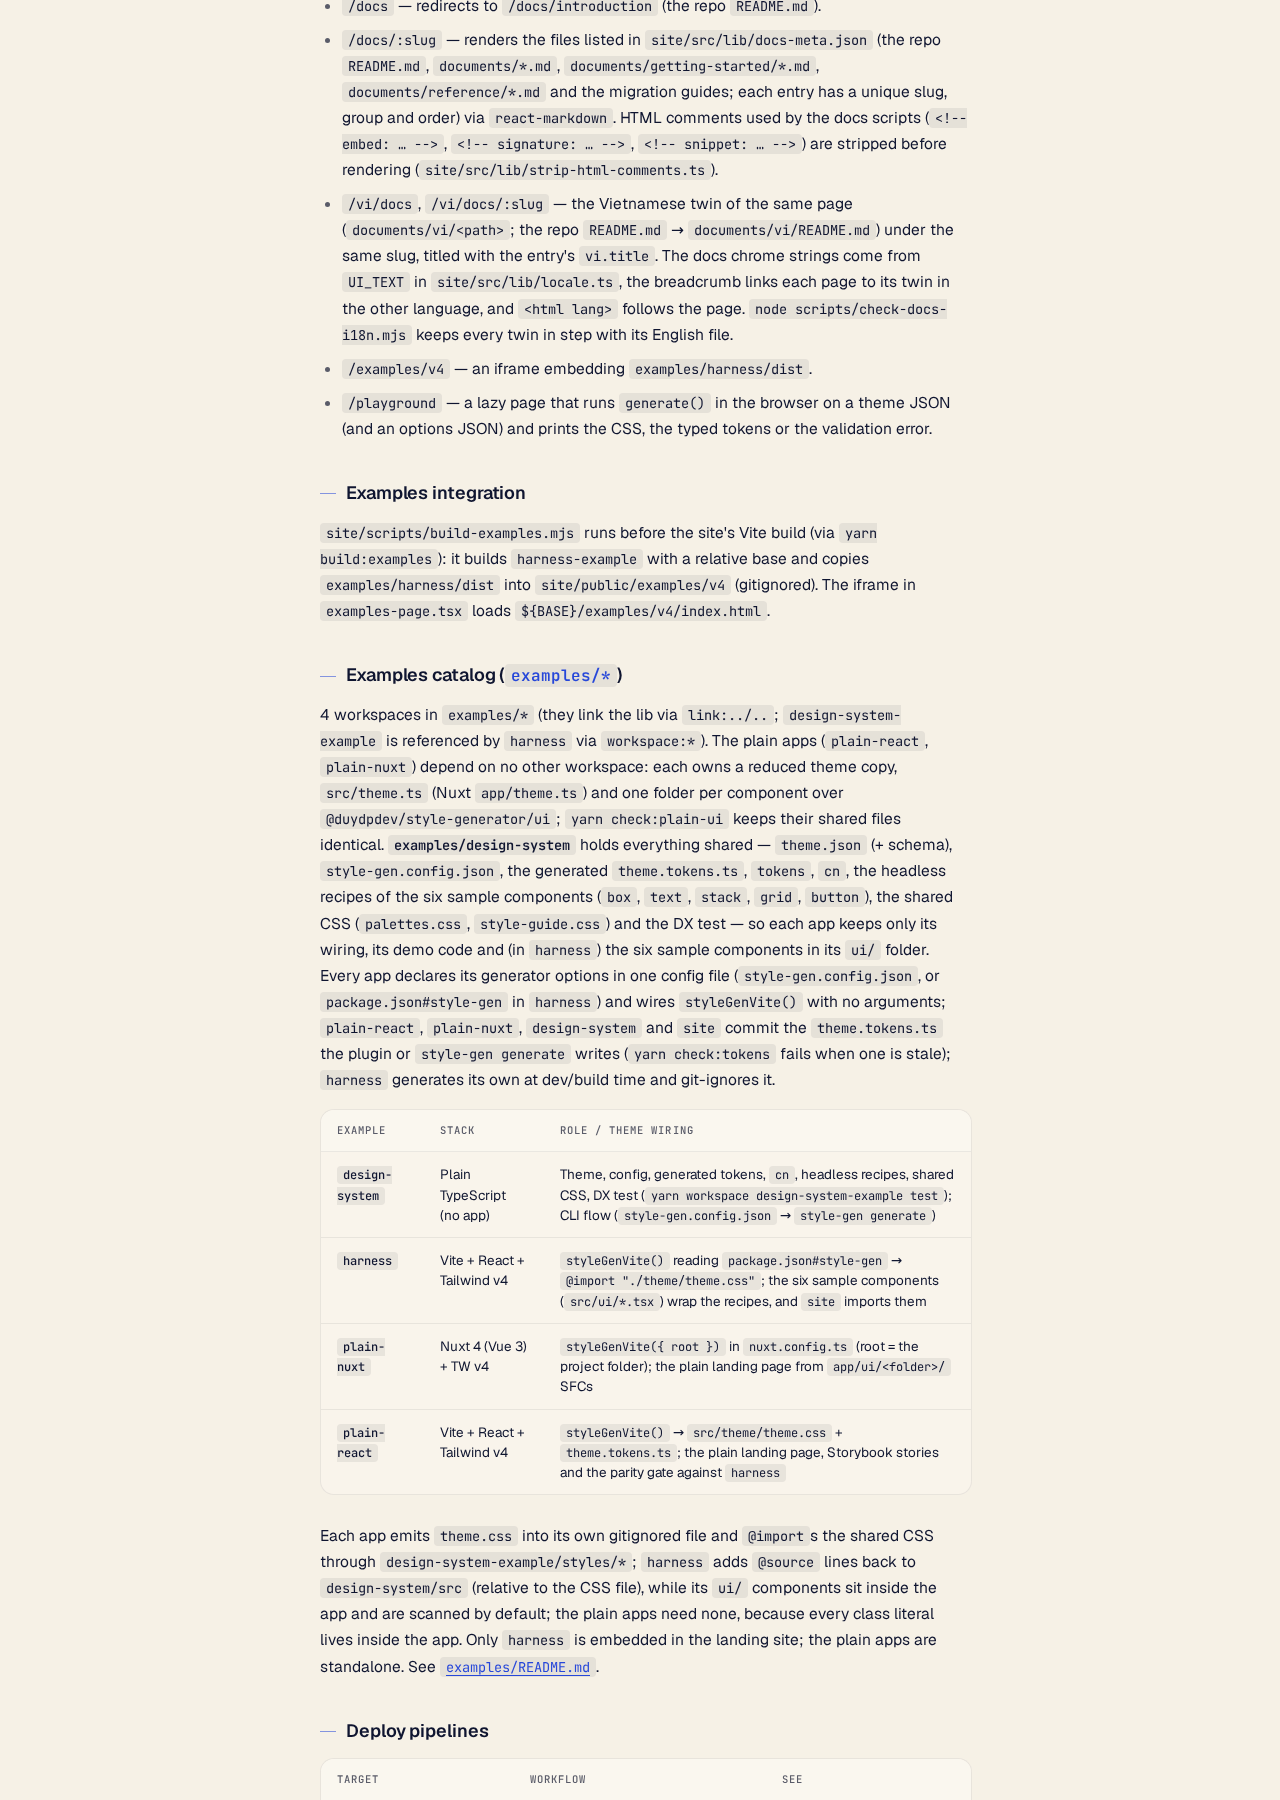 /docs — redirects to /docs/introduction (the repo README.md ).
/docs/:slug — renders the files listed in site/src/lib/docs-meta.json (the repo
README.md , documents/*.md , documents/getting-started/*.md ,
documents/reference/*.md and the migration guides; each entry has a unique slug,
group and order) via react-markdown . HTML comments used by the docs scripts ( <!--
embed: … --> , <!-- signature: … --> , <!-- snippet: … --> ) are stripped before
rendering ( site/src/lib/strip-html-comments.ts ).
/vi/docs , /vi/docs/:slug — the Vietnamese twin of the same page
( documents/vi/<path> ; the repo README.md → documents/vi/README.md ) under the
same slug, titled with the entry's vi.title . The docs chrome strings come from
UI_TEXT in site/src/lib/locale.ts , the breadcrumb links each page to its twin in
the other language, and <html lang> follows the page. node scripts/check-docs-
i18n.mjs keeps every twin in step with its English file.
/examples/v4 — an iframe embedding examples/harness/dist .
/playground — a lazy page that runs generate() in the browser on a theme JSON
(and an options JSON) and prints the CSS, the typed tokens or the validation error.
— Examples integration
site/scripts/build-examples.mjs runs before the site's Vite build (via yarn
build:examples ): it builds harness-example with a relative base and copies
examples/harness/dist into site/public/examples/v4 (gitignored). The iframe in
examples-page.tsx loads ${BASE}/examples/v4/index.html .
— Examples catalog ( examples/* )
4 workspaces in examples/* (they link the lib via link:../.. ; design-system-
example is referenced by harness via workspace:* ). The plain apps ( plain-react ,
plain-nuxt ) depend on no other workspace: each owns a reduced theme copy,
src/theme.ts (Nuxt app/theme.ts ) and one folder per component over
@duydpdev/style-generator/ui ; yarn check:plain-ui keeps their shared files
identical. examples/design-system holds everything shared — theme.json (+ schema),
style-gen.config.json , the generated theme.tokens.ts , tokens , cn , the headless
recipes of the six sample components ( box , text , stack , grid , button ), the shared
CSS ( palettes.css , style-guide.css ) and the DX test — so each app keeps only its
wiring, its demo code and (in harness ) the six sample components in its ui/ folder.
Every app declares its generator options in one config file ( style-gen.config.json , or
package.json#style-gen in harness ) and wires styleGenVite() with no arguments;
plain-react , plain-nuxt , design-system and site commit the theme.tokens.ts
the plugin or style-gen generate writes ( yarn check:tokens fails when one is stale);
harness generates its own at dev/build time and git-ignores it.
EXAMPLE STACK ROLE / THEME WIRING
design- Plain Theme, config, generated tokens, cn , headless recipes, shared
system TypeScript CSS, DX test ( yarn workspace design-system-example test );
(no app) CLI flow ( style-gen.config.json → style-gen generate )
harness Vite + React + styleGenVite() reading package.json#style-gen →
Tailwind v4 @import "./theme/theme.css" ; the six sample components
( src/ui/*.tsx ) wrap the recipes, and site imports them
plain- Nuxt 4 (Vue 3) styleGenVite({ root }) in nuxt.config.ts (root = the
nuxt + TW v4 project folder); the plain landing page from app/ui/<folder>/
SFCs
plain- Vite + React + styleGenVite() → src/theme/theme.css +
react Tailwind v4 theme.tokens.ts ; the plain landing page, Storybook stories
and the parity gate against harness
Each app emits theme.css into its own gitignored file and @import s the shared CSS
through design-system-example/styles/* ; harness adds @source lines back to
design-system/src (relative to the CSS file), while its ui/ components sit inside the
app and are scanned by default; the plain apps need none, because every class literal
lives inside the app. Only harness is embedded in the landing site; the plain apps are
standalone. See examples/README.md .
— Deploy pipelines
TARGET WORKFLOW SEE